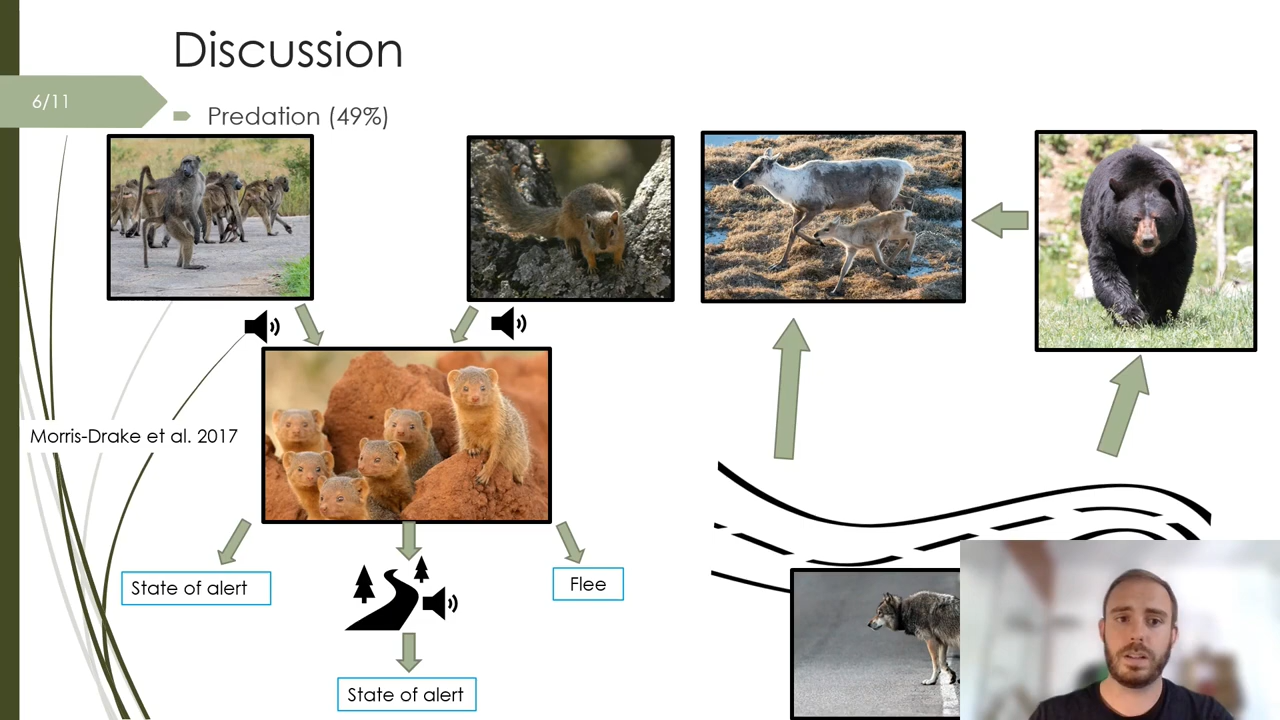 Discussion
6/11
Predation (49%)
Morris-Drake et al. 2017
State of alert
Flee
State of alert